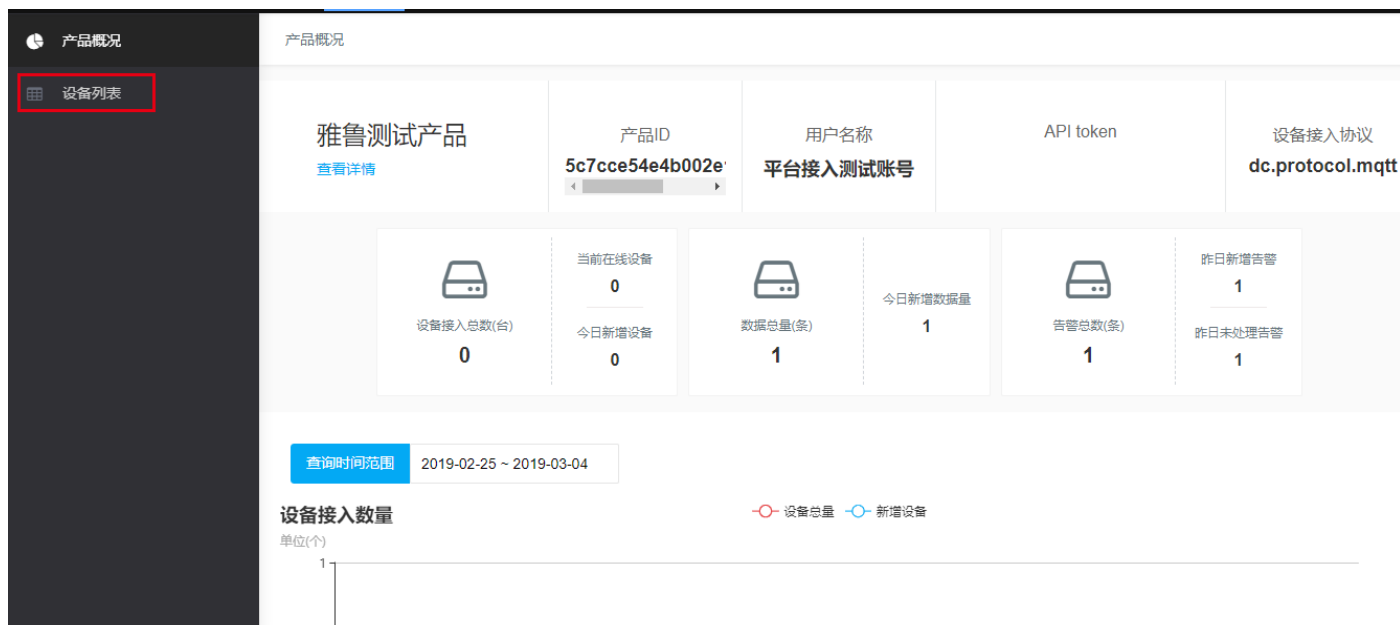 产品概况
设备列表
产品概况
雅鲁测试产品
查看详情
产品ID
5c7cce54e4b002e
用户名称
平台接入测试账号
API token
设备接入协议
dc.protocol.mqtt
设备接入总数(台)
0
当前在线设备
0
今日新增设备
0
数据总量(条)
1
今日新增数据量
1
告警总数(条)
1
昨日新增告警
1
昨日未处理告警
1
查询时间范围 2019-02-25 ~ 2019-03-04
设备接入数量
设备总量 新增设备
单位(个)
1